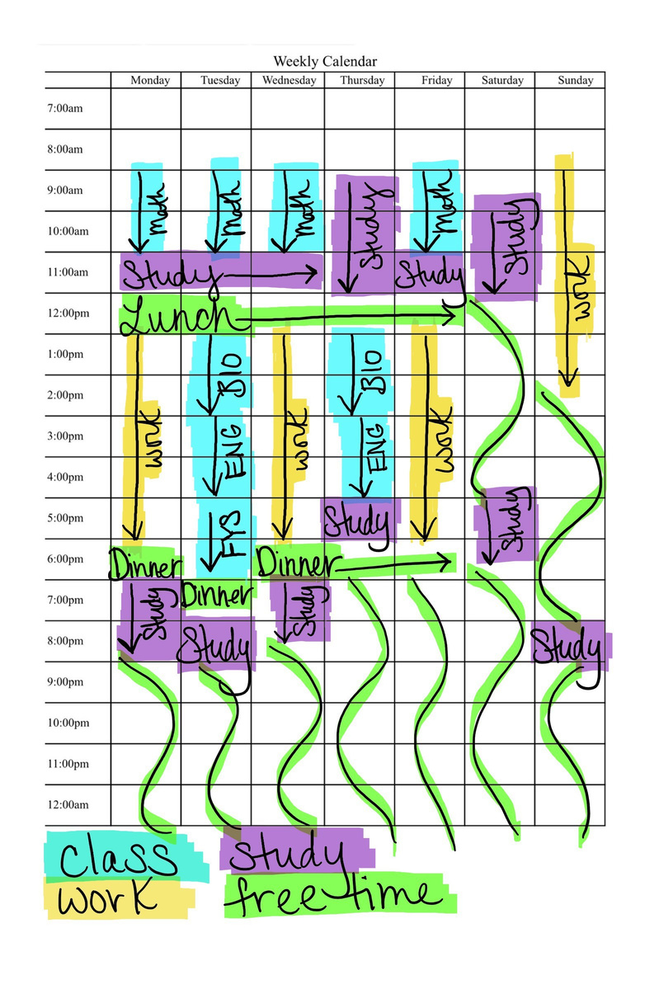 Weekly Calendar
Monday Tuesday Wednesday Thursday Friday Saturday Sunday
7:00am
8:00am
9:00am Math Math Math Study Math Study
10:00am
11:00am Study Study work
12:00pm Lunch
1:00pm BIO BIO
2:00pm
3:00pm work ENG work ENG work
4:00pm
5:00pm FYS Study Study
6:00pm Dinner Dinner
7:00pm Study Dinner Study
8:00pm Study Study
9:00pm
10:00pm
11:00pm
12:00am
class study
work free time